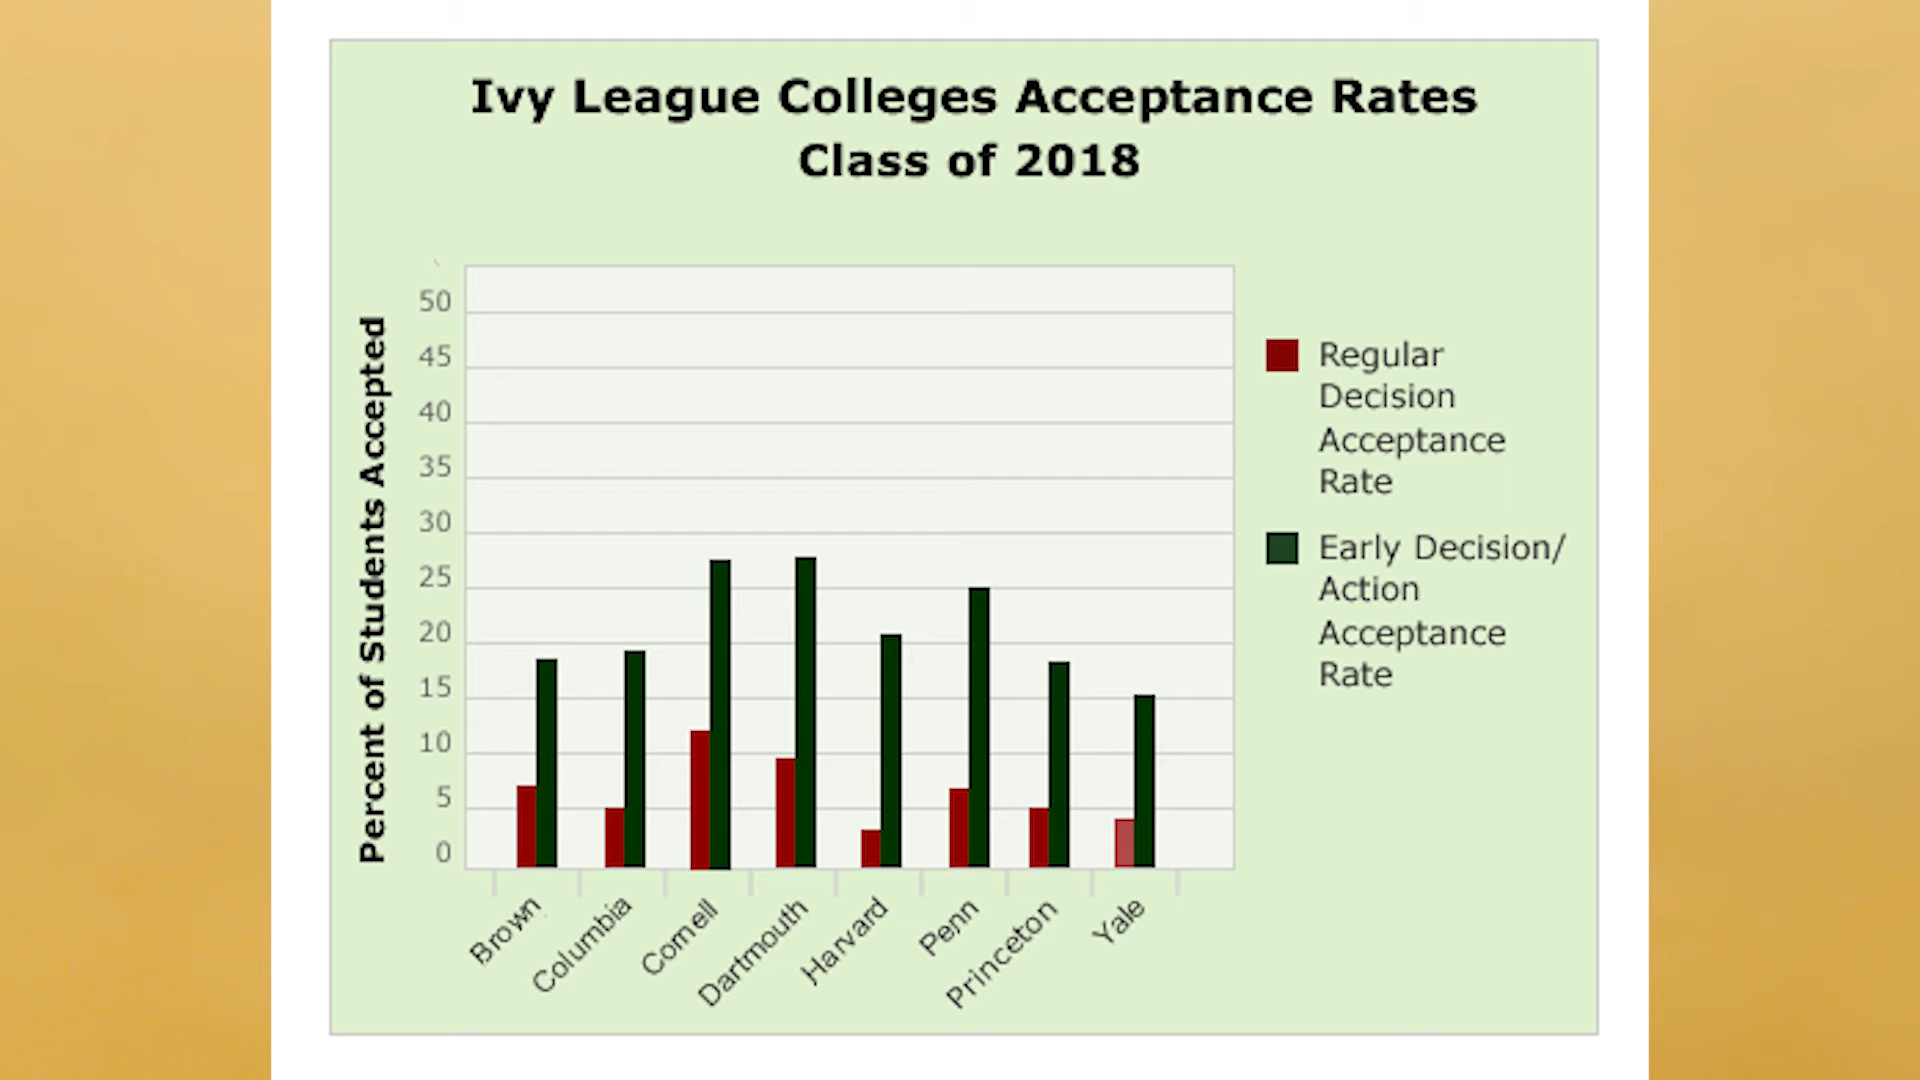 Ivy League Colleges Acceptance Rates
Class of 2018
Percent of Students Accepted
50
45
40
35
30
25
20
15
10
5
0
Brown
Columbia
Cornell
Dartmouth
Harvard
Penn
Princeton
Yale
Regular
Decision
Acceptance
Rate
Early Decision/
Action
Acceptance
Rate